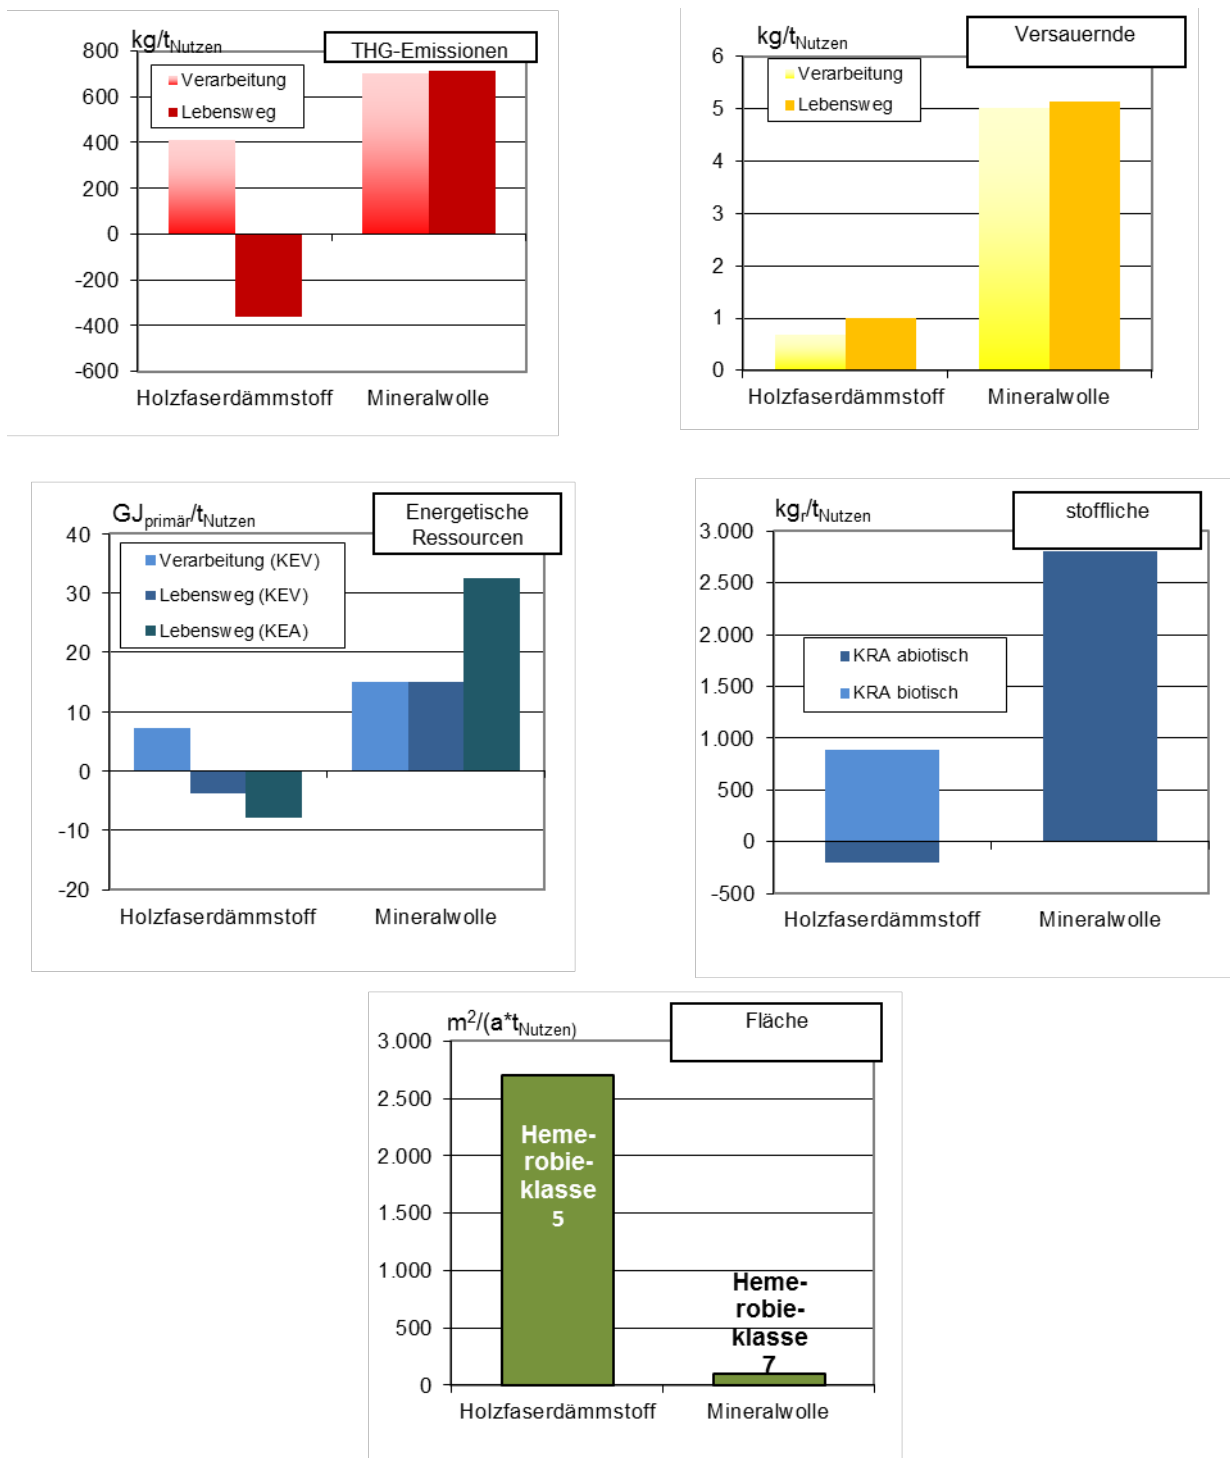 kg/tNutzen
THG-Emissionen
Verarbeitung
Lebensweg
800
600
400
200
0
-200
-400
-600
Holzfaserdämmstoff
Mineralwolle
kg/tNutzen
Versauernde
Verarbeitung
Lebensweg
6
5
4
3
2
1
0
Holzfaserdämmstoff
Mineralwolle
GJprimär/tNutzen
Energetische
Ressourcen
Verarbeitung (KEV)
Lebensweg (KEV)
Lebensweg (KEA)
40
30
20
10
0
-10
-20
Holzfaserdämmstoff
Mineralwolle
kgr/tNutzen
stoffliche
KRA abiotisch
KRA biotisch
3.000
2.500
2.000
1.500
1.000
500
0
-500
Holzfaserdämmstoff
Mineralwolle
m²/(a*tNutzen)
Fläche
3.000
2.500
2.000
1.500
1.000
500
0
Heme-
robie-
klasse
5
Heme-
robie-
klasse
7
Holzfaserdämmstoff
Mineralwolle